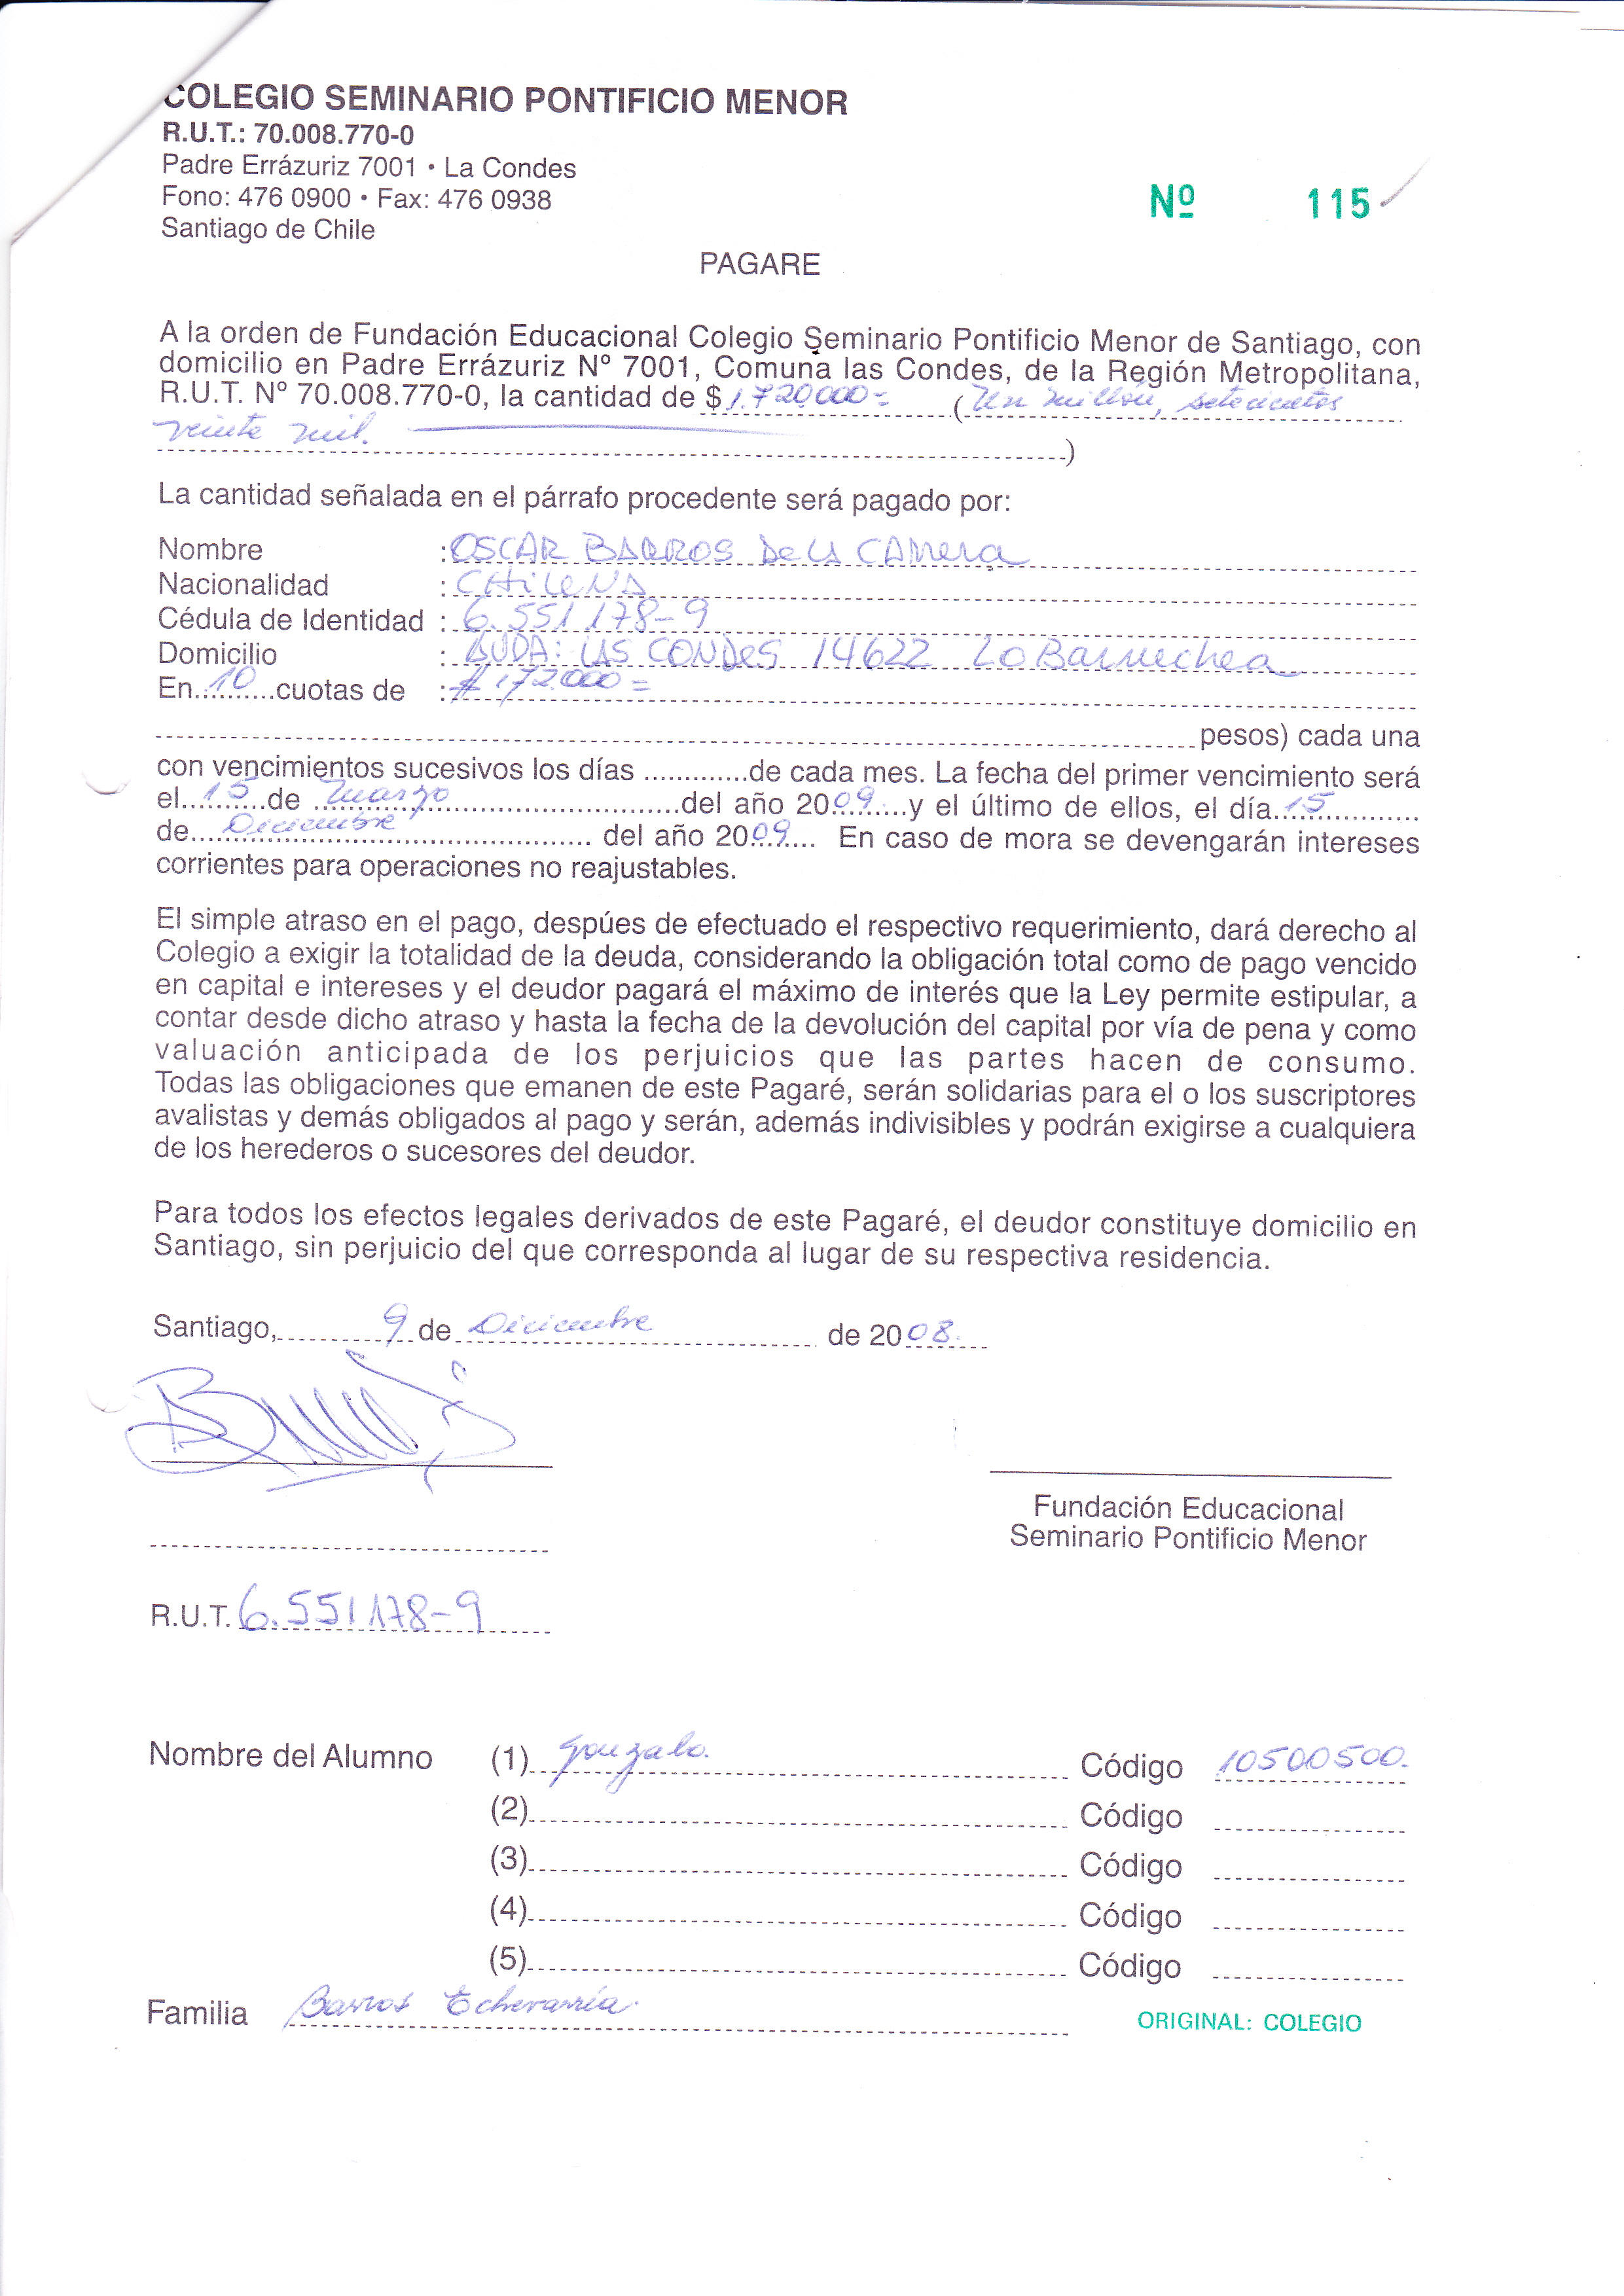 COLEGIO SEMINARIO PONTIFICIO MENOR
R.U.T.: 70.008.770-0
Padre Errázuriz 7001 • La Condes
Fono: 476 0900 • Fax: 476 0938
Santiago de Chile
Nº 115
PAGARE
A la orden de Fundación Educacional Colegio Seminario Pontificio Menor de Santiago, con
domicilio en Padre Errázuriz Nº 7001, Comuna las Condes, de la Región Metropolitana,
R.U.T. Nº 70.008.770-0, la cantidad de $ 1.720.000= (Un millón, setecientos
veinte mil. )
La cantidad señalada en el párrafo procedente será pagado por:
Nombre : OSCAR BARROS De LA CAMera
Nacionalidad : CHILENA
Cédula de Identidad : 6.551.178-9
Domicilio : AVDA: LAS CONDES 14622 Lo Barnechea
En 10 cuotas de : $172.000=
pesos) cada una
con vencimientos sucesivos los días .............de cada mes. La fecha del primer vencimiento será
el 15 de Marzo del año 2009 y el último de ellos, el día 15
de Diciembre del año 2009 En caso de mora se devengarán intereses
corrientes para operaciones no reajustables.
El simple atraso en el pago, despúes de efectuado el respectivo requerimiento, dará derecho al
Colegio a exigir la totalidad de la deuda, considerando la obligación total como de pago vencido
en capital e intereses y el deudor pagará el máximo de interés que la Ley permite estipular, a
contar desde dicho atraso y hasta la fecha de la devolución del capital por vía de pena y como
valuación anticipada de los perjuicios que las partes hacen de consumo.
Todas las obligaciones que emanen de este Pagaré, serán solidarias para el o los suscriptores
avalistas y demás obligados al pago y serán, además indivisibles y podrán exigirse a cualquiera
de los herederos o sucesores del deudor.
Para todos los efectos legales derivados de este Pagaré, el deudor constituye domicilio en
Santiago, sin perjuicio del que corresponda al lugar de su respectiva residencia.
Santiago, 9 de Diciembre de 2008.
Fundación Educacional
Seminario Pontificio Menor
R.U.T. 6.551.178-9
Nombre del Alumno (1) Gonzalo. Código 10500500.
(2) Código
(3) Código
(4) Código
(5) Código
Familia Barros Echevarría.
ORIGINAL: COLEGIO